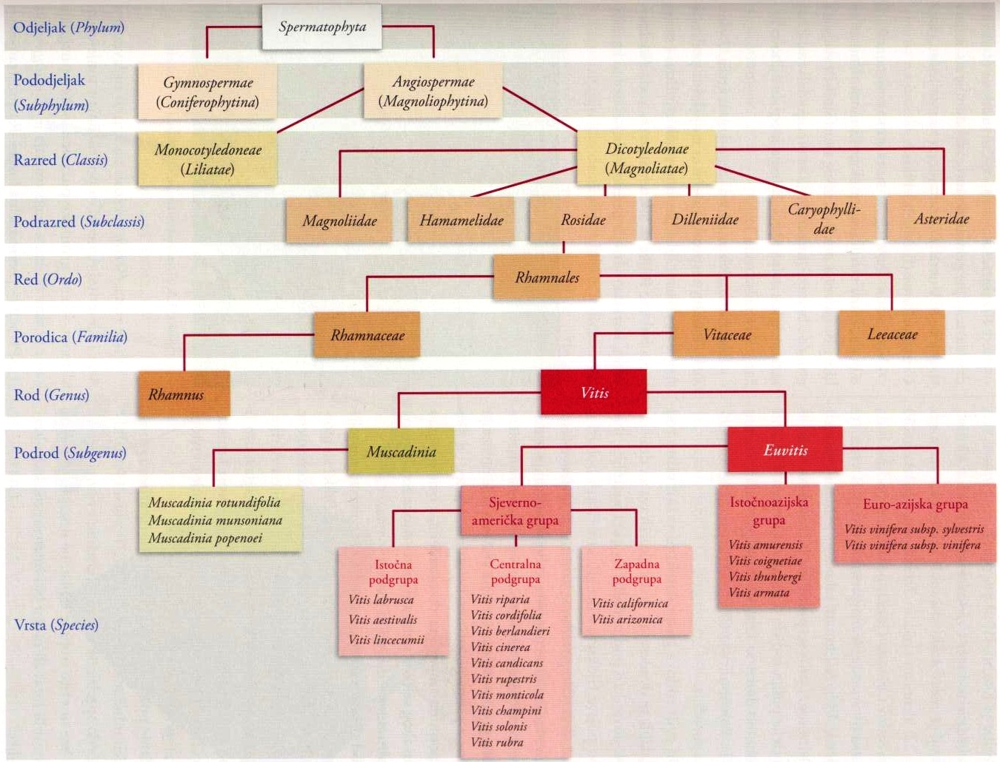 Odjeljak (Phylum)
Spermatophyta
Pododjeljak
(Subphylum)
Gymnospermae
(Coniferophytina)
Angiospermae
(Magnoliophytina)
Razred (Classis)
Monocotyledoneae
(Liliatae)
Dicotyledonae
(Magnoliatae)
Podrazred (Subclassis)
Magnoliidae
Hamamelidae
Rosidae
Dilleniidae
Caryophylli-
dae
Asteridae
Red (Ordo)
Rhamnales
Porodica (Familia)
Rhamnaceae
Vitaceae
Leeaceae
Rod (Genus)
Rhamnus
Vitis
Podrod (Subgenus)
Muscadinia
Euvitis
Vrsta (Species)
Muscadinia rotundifolia
Muscadinia munsoniana
Muscadinia popenoei
Sjeverno-
američka grupa
Istočna
podgrupa
Vitis labrusca
Vitis aestivalis
Vitis lincecumii
Centralna
podgrupa
Vitis riparia
Vitis cordifolia
Vitis berlandieri
Vitis cinerea
Vitis candicans
Vitis rupestris
Vitis monticola
Vitis champini
Vitis solonis
Vitis rubra
Zapadna
podgrupa
Vitis californica
Vitis arizonica
Istočnoazijska
grupa
Vitis amurensis
Vitis coignetiae
Vitis thunbergi
Vitis armata
Euro-azijska grupa
Vitis vinifera subsp. sylvestris
Vitis vinifera subsp. vinifera